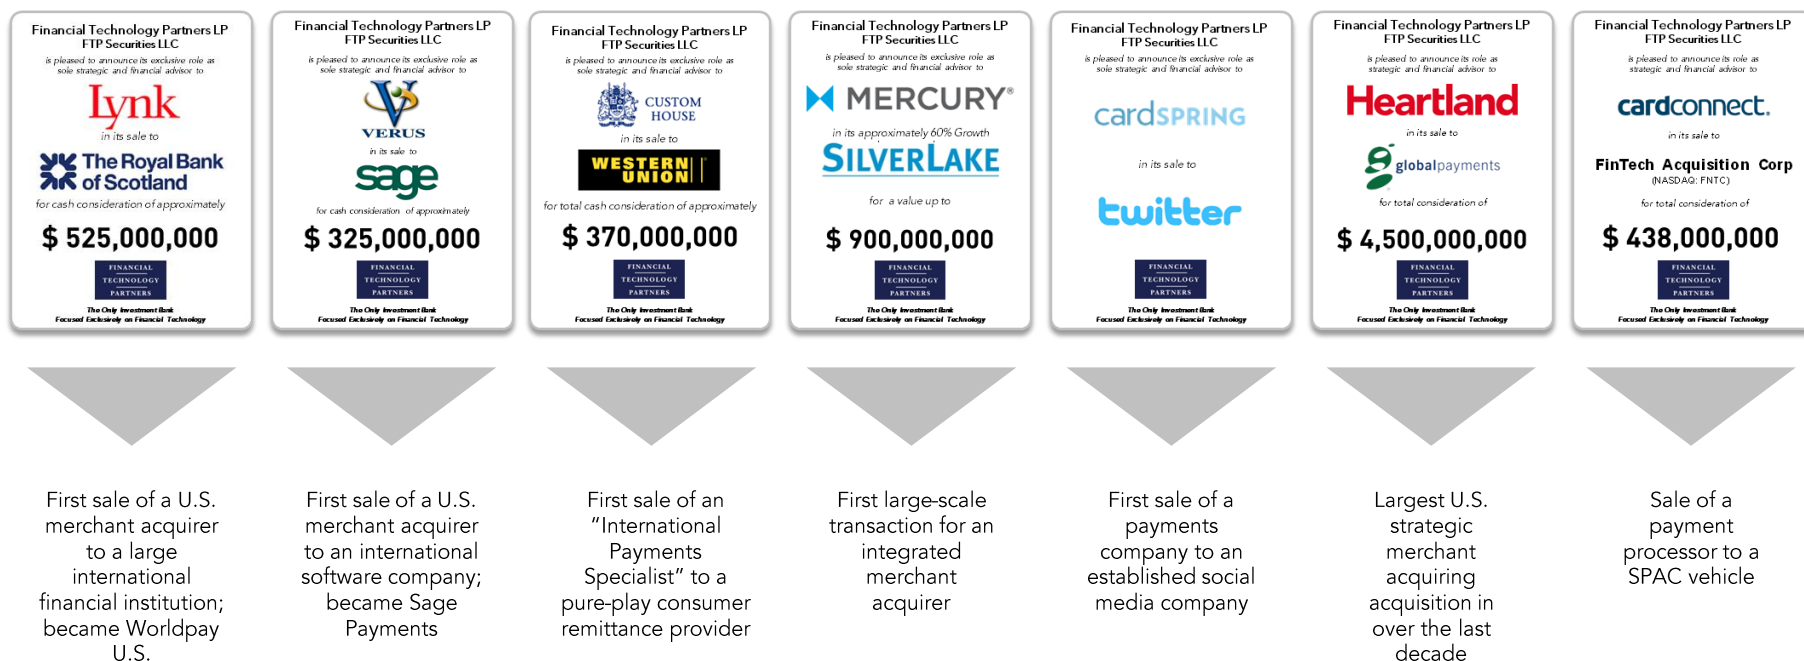 Financial Technology Partners LP
FTP Securities LLC
is pleased to announce its exclusive role as
sole strategic and financial advisor to
Lynk
in its sale to
The Royal Bank
of Scotland
for cash consideration of approximately
$ 525,000,000
FINANCIAL
TECHNOLOGY
PARTNERS
The Only Investment Bank
Focused Exclusively on Financial Technology
First sale of a U.S.
merchant acquirer
to a large
international
financial institution;
became Worldpay
U.S.
Financial Technology Partners LP
FTP Securities LLC
is pleased to announce its exclusive role as
sole strategic and financial advisor to
VERUS
in its sale to
sage
for cash consideration of approximately
$ 325,000,000
FINANCIAL
TECHNOLOGY
PARTNERS
The Only Investment Bank
Focused Exclusively on Financial Technology
First sale of a U.S.
merchant acquirer
to an international
software company;
became Sage
Payments
Financial Technology Partners LP
FTP Securities LLC
is pleased to announce its exclusive role as
sole strategic and financial advisor to
CUSTOM
HOUSE
in its sale to
WESTERN
UNION
for total cash consideration of approximately
$ 370,000,000
FINANCIAL
TECHNOLOGY
PARTNERS
The Only Investment Bank
Focused Exclusively on Financial Technology
First sale of an
“International
Payments
Specialist” to a
pure-play consumer
remittance provider
Financial Technology Partners LP
FTP Securities LLC
is pleased to announce its exclusive role as
sole strategic and financial advisor to
MERCURY®
in its approximately 60% Growth
SILVERLAKE
for a value up to
$ 900,000,000
FINANCIAL
TECHNOLOGY
PARTNERS
The Only Investment Bank
Focused Exclusively on Financial Technology
First large-scale
transaction for an
integrated
merchant
acquirer
Financial Technology Partners LP
FTP Securities LLC
is pleased to announce its exclusive role as
sole strategic and financial advisor to
cardSPRING
in its sale to
twitter
FINANCIAL
TECHNOLOGY
PARTNERS
The Only Investment Bank
Focused Exclusively on Financial Technology
First sale of a
payments
company to an
established social
media company
Financial Technology Partners LP
FTP Securities LLC
is pleased to announce its exclusive role as
strategic and financial advisor to
Heartland
in its sale to
globalpayments
for total consideration of
$ 4,500,000,000
FINANCIAL
TECHNOLOGY
PARTNERS
The Only Investment Bank
Focused Exclusively on Financial Technology
Largest U.S.
strategic
merchant
acquiring
acquisition in
over the last
decade
Financial Technology Partners LP
FTP Securities LLC
is pleased to announce its exclusive role as
strategic and financial advisor to
cardconnect.
in its sale to
FinTech Acquisition Corp
(NASDAQ: FNTC)
for total consideration of
$ 438,000,000
FINANCIAL
TECHNOLOGY
PARTNERS
The Only Investment Bank
Focused Exclusively on Financial Technology
Sale of a
payment
processor to a
SPAC vehicle